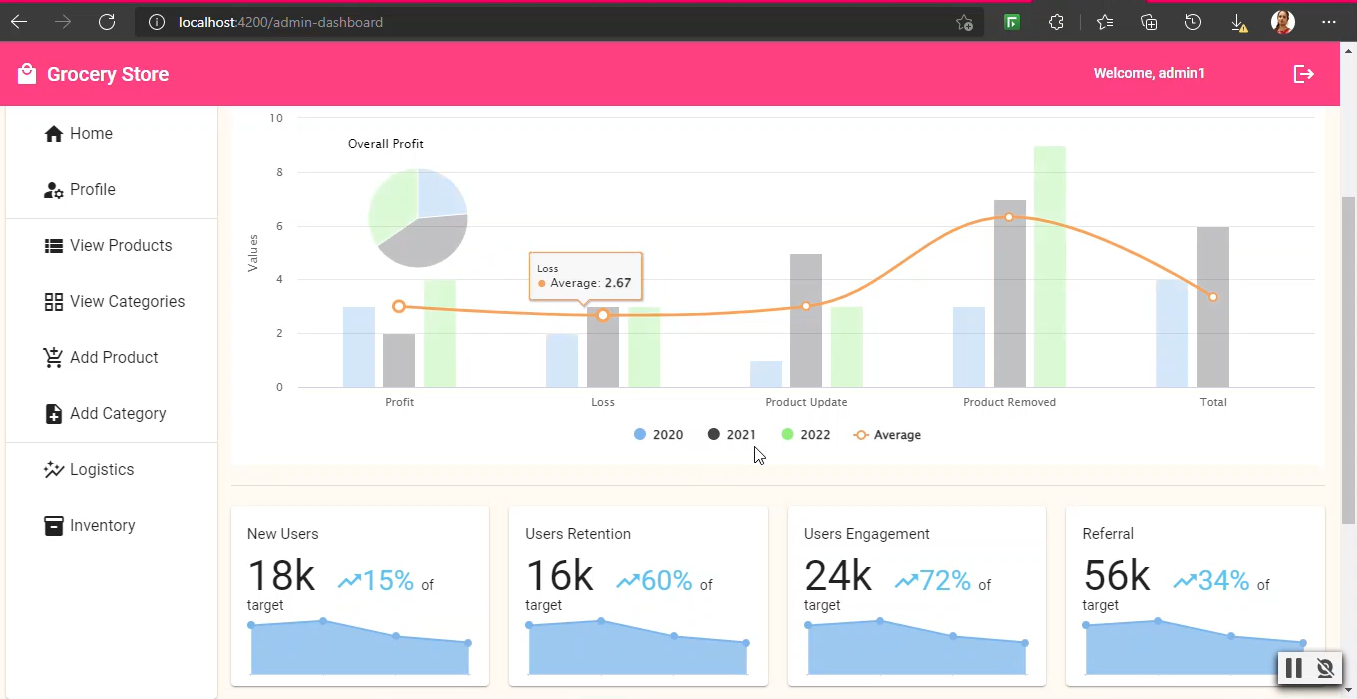 localhost:4200/admin-dashboard
Grocery Store
Welcome, admin1
Home
Profile
View Products
View Categories
Add Product
Add Category
Logistics
Inventory
Values
10
8
6
4
2
0
Overall Profit
Loss
Average: 2.67
Profit
Loss
Product Update
Product Removed
Total
2020
2021
2022
Average
New Users
18k 15% of
target
Users Retention
16k 60% of
target
Users Engagement
24k 72% of
target
Referral
56k 34% of
target